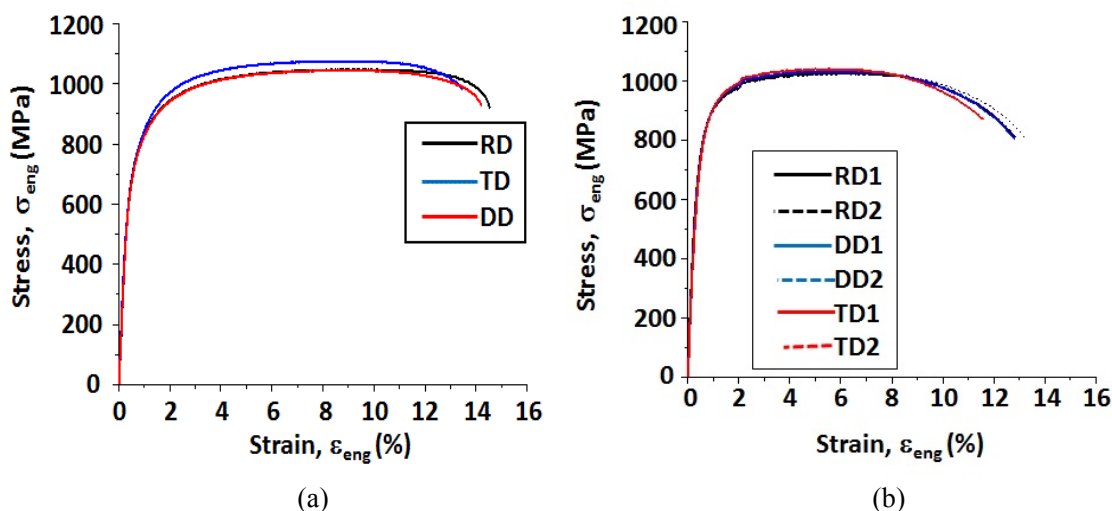 1200
1000
800
600
400
200
0
Stress, σeng (MPa)
RD
TD
DD
0 2 4 6 8 10 12 14 16
Strain, εeng (%)
(a)
1200
1000
800
600
400
200
0
Stress, σeng (MPa)
RD1
RD2
DD1
DD2
TD1
TD2
0 2 4 6 8 10 12 14 16
Strain, εeng (%)
(b)